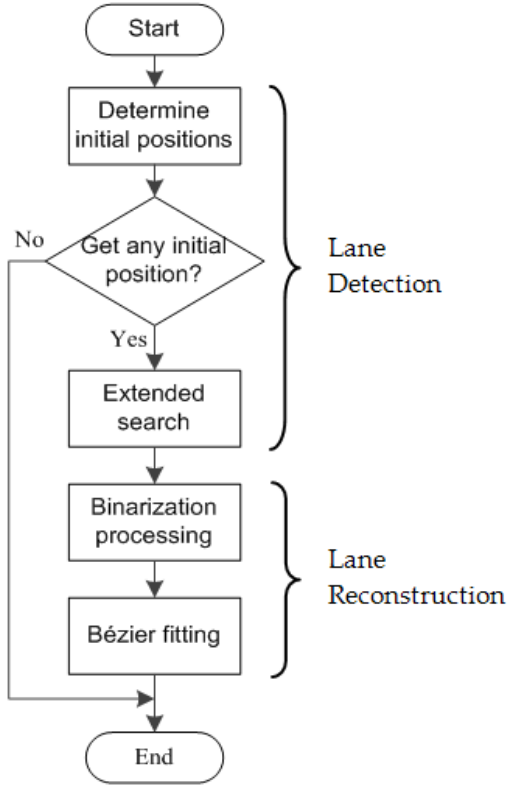 Start
Determine
initial positions
No
Get any initial
position?
Lane
Detection
Yes
Extended
search
Binarization
processing
Lane
Reconstruction
Bézier fitting
End